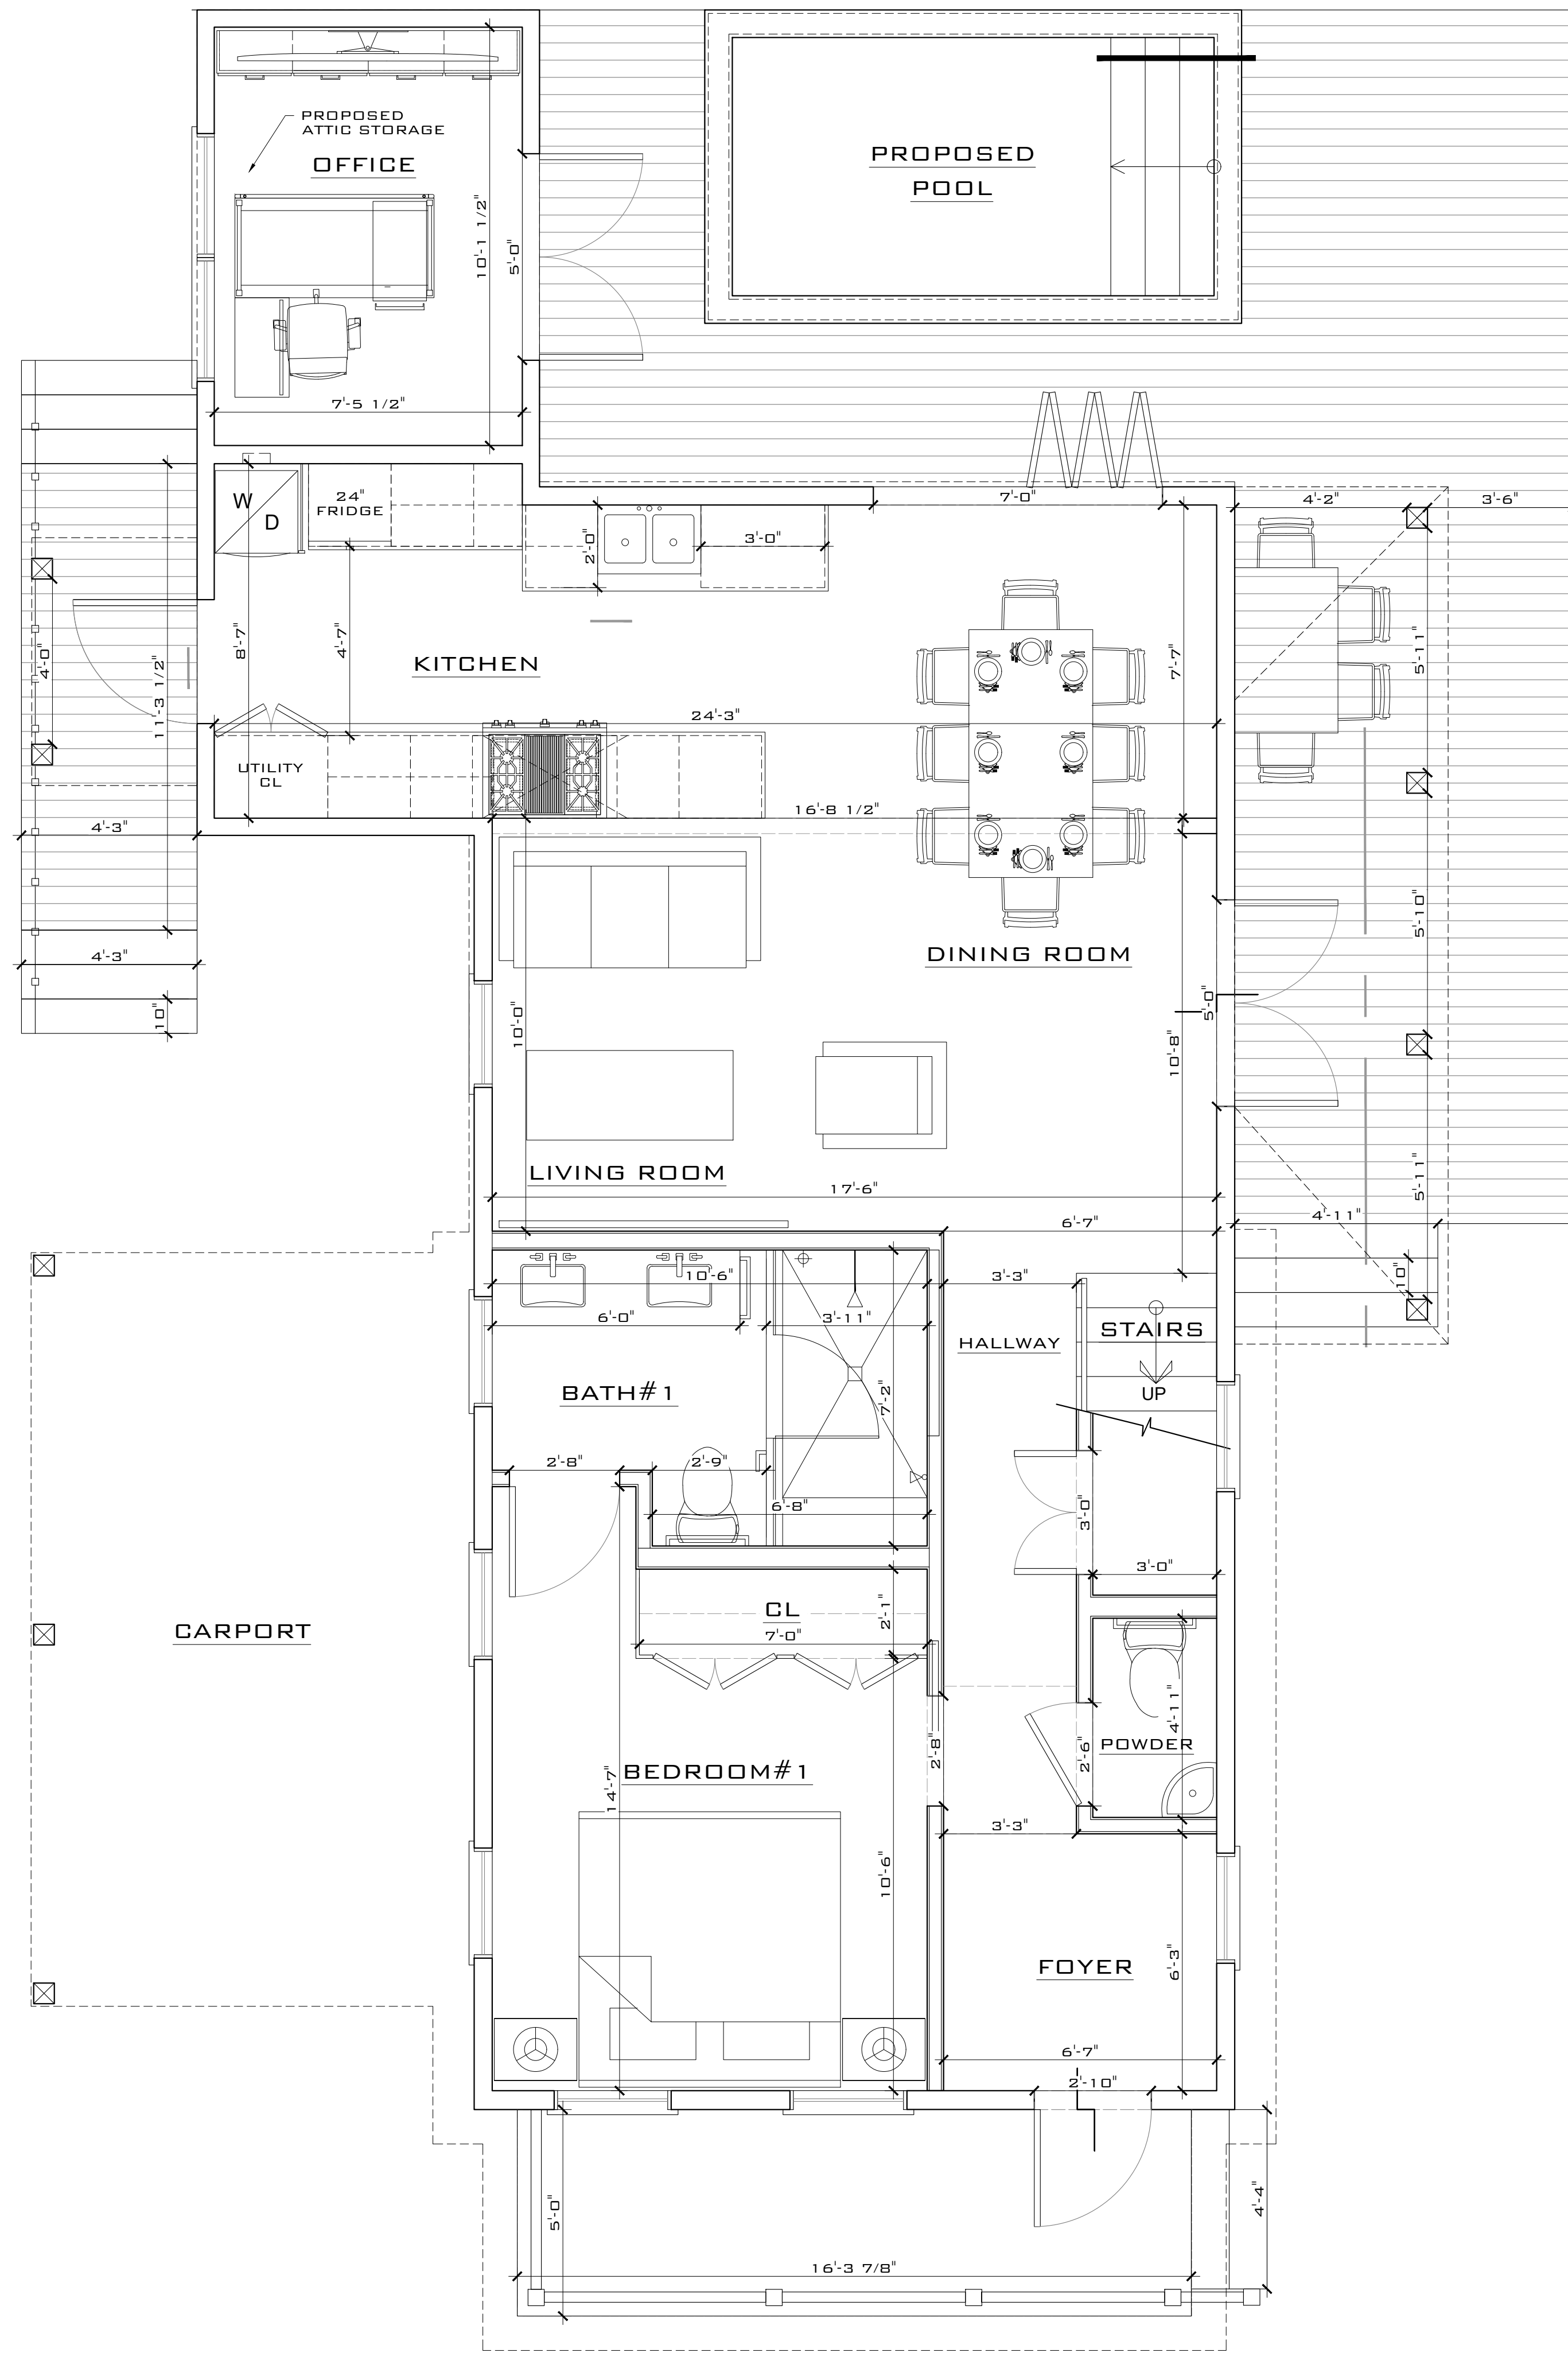 PROPOSED
ATTIC STORAGE
OFFICE
10'-1 1/2"
5'-0"
7'-5 1/2"
PROPOSED
POOL
W
D
24"
FRIDGE
2'-0"
3'-0"
7'-0"
4'-2"
3'-6"
4'-0"
11'-3 1/2"
8'-7"
4'-7"
KITCHEN
7'-7"
5'-11"
24'-3"
UTILITY
CL
16'-8 1/2"
4'-3"
4'-3"
10"
DINING ROOM
5'-10"
10'-0"
5'-0"
10'-8"
LIVING ROOM
17'-6"
5'-11"
6'-7"
4'-11"
10'-6"
3'-3"
10"
6'-0"
3'-11"
HALLWAY
STAIRS
UP
BATH#1
7'-2"
2'-8"
2'-9"
6'-8"
3'-0"
3'-0"
CL
7'-0"
2'-1"
CARPORT
4'-11"
POWDER
2'-6"
2'-8"
BEDROOM#1
14'-7"
3'-3"
10'-6"
FOYER
6'-3"
6'-7"
2'-10"
5'-0"
4'-4"
16'-3 7/8"